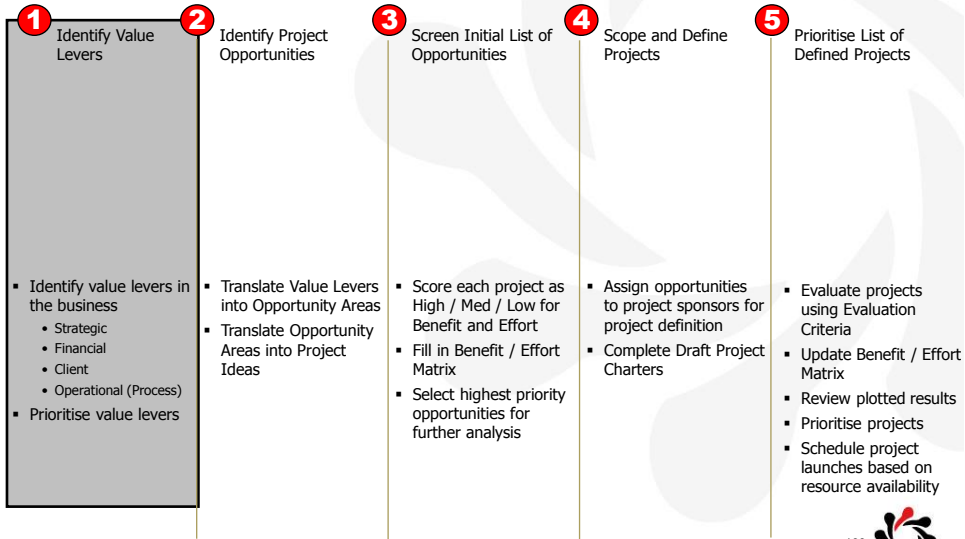 1
Identify Value
Levers
▪ Identify value levers in
the business
• Strategic
• Financial
• Client
• Operational (Process)
▪ Prioritise value levers
2
Identify Project
Opportunities
▪ Translate Value Levers
into Opportunity Areas
▪ Translate Opportunity
Areas into Project
Ideas
3
Screen Initial List of
Opportunities
▪ Score each project as
High / Med / Low for
Benefit and Effort
▪ Fill in Benefit / Effort
Matrix
▪ Select highest priority
opportunities for
further analysis
4
Scope and Define
Projects
▪ Assign opportunities
to project sponsors for
project definition
▪ Complete Draft Project
Charters
5
Prioritise List of
Defined Projects
▪ Evaluate projects
using Evaluation
Criteria
▪ Update Benefit / Effort
Matrix
▪ Review plotted results
▪ Prioritise projects
▪ Schedule project
launches based on
resource availability